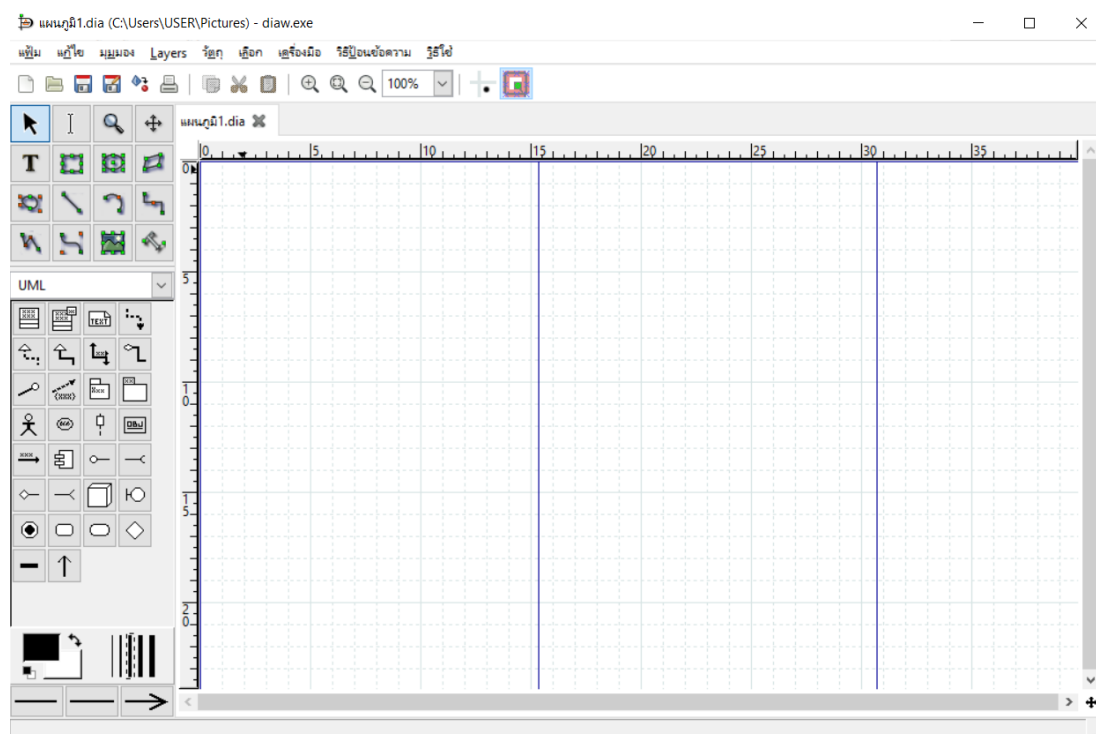 แผนภูมิ1.dia (C:\Users\USER\Pictures) - diaw.exe
แฟ้ม แก้ไข มุมมอง Layers วัตถุ เลือก เครื่องมือ วิธีป้อนข้อความ วิธีใช้
100%
แผนภูมิ1.dia
0 5 10 15 20 25 30 35
0
5
10
15
20
T
UML
TEXT
OBJ